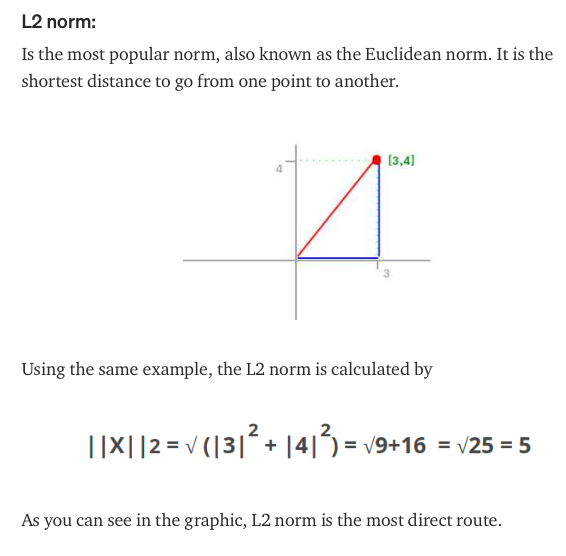 L2 norm:
Is the most popular norm, also known as the Euclidean norm. It is the
shortest distance to go from one point to another.
4
[3,4]
3
Using the same example, the L2 norm is calculated by
||X||2 = √ (|3|² + |4|²) = √9+16 = √25 = 5
As you can see in the graphic, L2 norm is the most direct route.